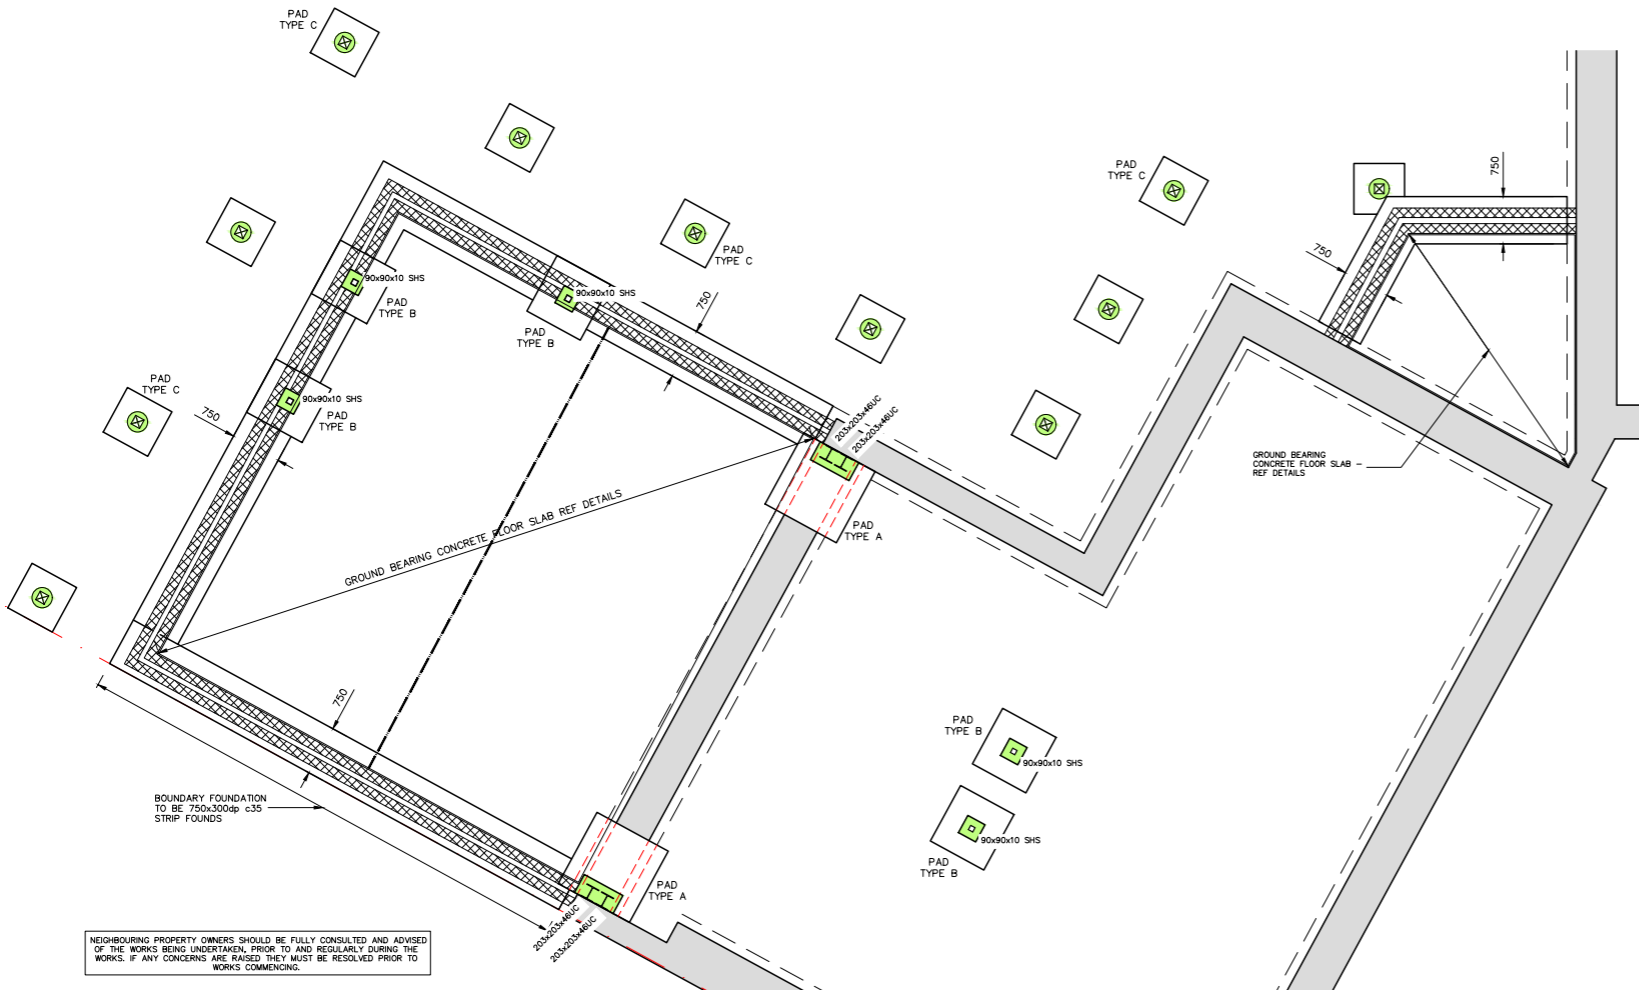 PAD
TYPE C
PAD
TYPE C
750
750
PAD
TYPE C
750
90x90x10 SHS
90x90x10 SHS
PAD
TYPE B
750
PAD
TYPE B
PAD
TYPE C
90x90x10 SHS
PAD
TYPE B
750
203x203x46UC
203x203x46UC
GROUND BEARING
CONCRETE FLOOR SLAB -
REF DETAILS
GROUND BEARING CONCRETE FLOOR SLAB REF DETAILS
PAD
TYPE A
750
PAD
TYPE B
90x90x10 SHS
BOUNDARY FOUNDATION
TO BE 750x300dp c35
STRIP FOUNDS
90x90x10 SHS
PAD
TYPE B
PAD
TYPE A
203x203x46UC
203x203x46UC
NEIGHBOURING PROPERTY OWNERS SHOULD BE FULLY CONSULTED AND ADVISED
OF THE WORKS BEING UNDERTAKEN, PRIOR TO AND REGULARLY DURING THE
WORKS. IF ANY CONCERNS ARE RAISED THEY MUST BE RESOLVED PRIOR TO
WORKS COMMENCING.